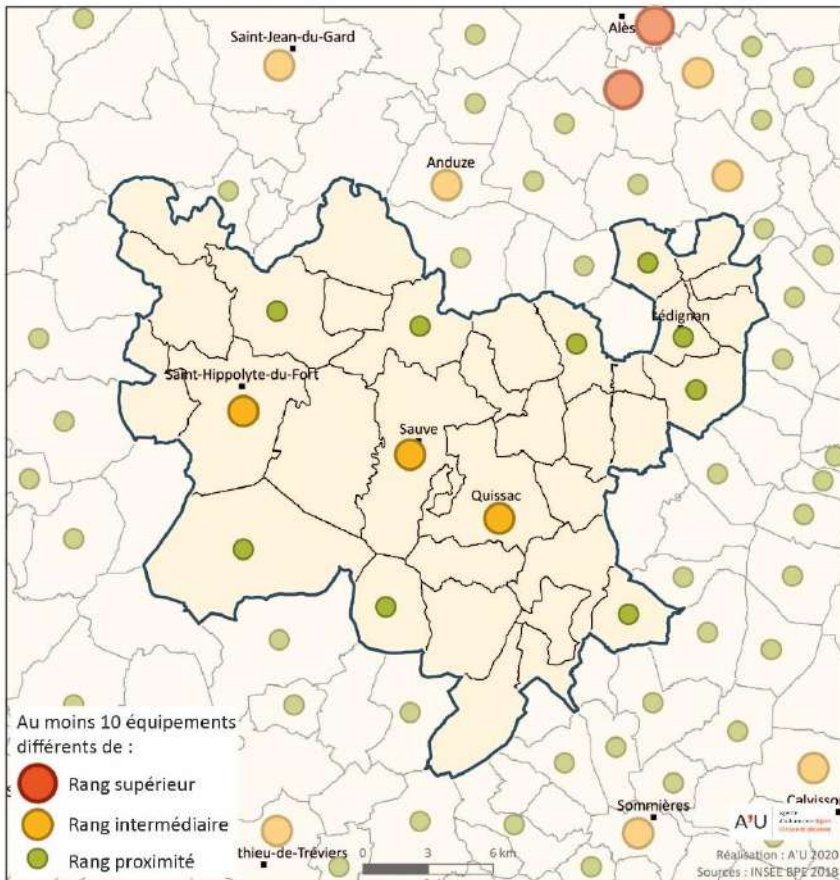 Saint-Jean-du-Gard
Alès
Anduze
Lédignan
Saint-Hippolyte-du-Fort
Sauve
Quissac
Au moins 10 équipements
différents de :
Rang supérieur
Rang intermédiaire
Rang proximité
Sommières
Calvisson
thieu-de-Tréviers
0 3 6 km
A'U
Réalisation : A'U 2020
Sources : INSEE BPE